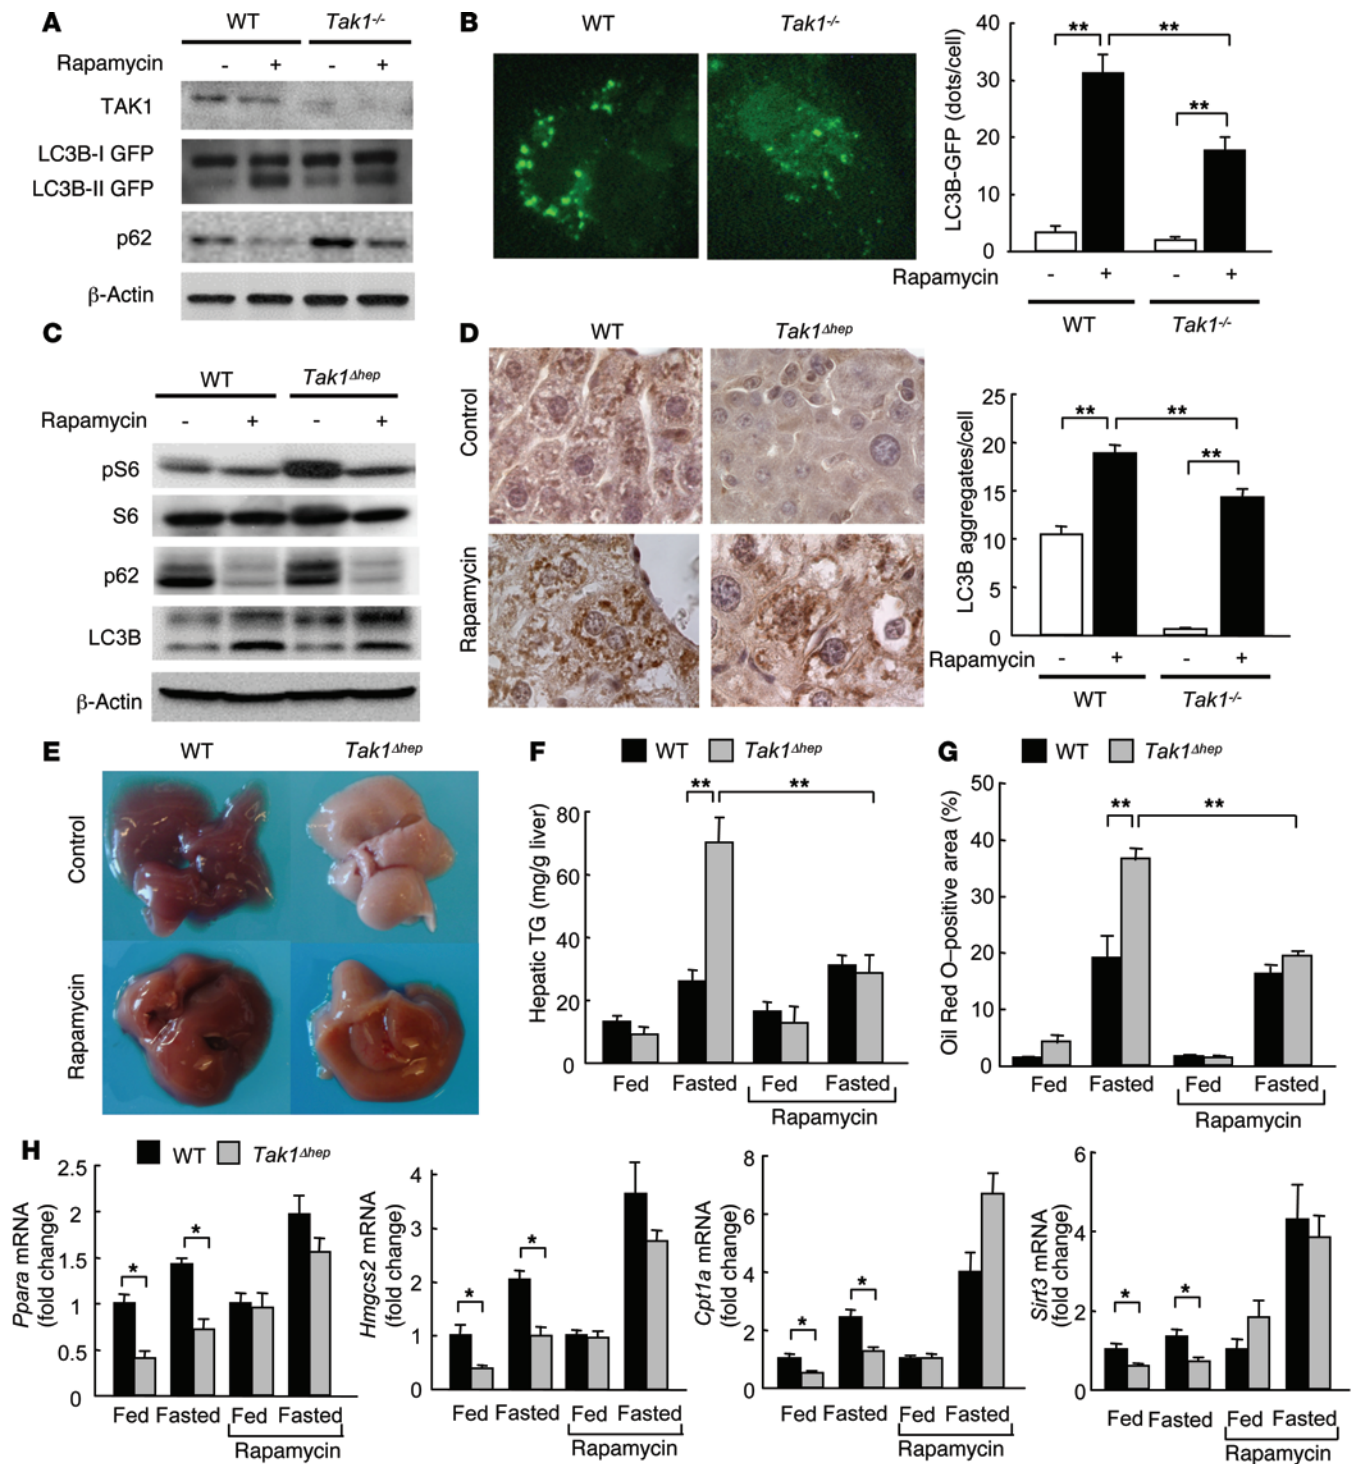 A
WT
Tak1-/-
Rapamycin
- + - +
TAK1
LC3B-I GFP
LC3B-II GFP
p62
β-Actin
B
WT
Tak1-/-
LC3B-GFP (dots/cell)
40
30
20
10
0
**
**
**
Rapamycin
- + - +
WT
Tak1-/-
C
WT
Tak1Δhep
Rapamycin
- + - +
pS6
S6
p62
LC3B
β-Actin
D
WT
Tak1Δhep
Control
Rapamycin
LC3B aggregates/cell
25
20
15
10
5
0
**
**
**
Rapamycin
- + - +
WT
Tak1-/-
E
WT
Tak1Δhep
Control
Rapamycin
F
WT
Tak1Δhep
Hepatic TG (mg/g liver)
80
60
40
20
0
**
**
Fed Fasted Fed Fasted
Rapamycin
G
WT
Tak1Δhep
Oil Red O–positive area (%)
50
40
30
20
10
0
**
**
Fed Fasted Fed Fasted
Rapamycin
H
WT
Tak1Δhep
Ppara mRNA
(fold change)
2.5
2
1.5
1
0.5
0
*
*
Fed Fasted Fed Fasted
Rapamycin
Hmgcs2 mRNA
(fold change)
4
3
2
1
0
*
*
Fed Fasted Fed Fasted
Rapamycin
Cpt1a mRNA
(fold change)
8
6
4
2
0
*
*
Fed Fasted Fed Fasted
Rapamycin
Sirt3 mRNA
(fold change)
6
4
2
0
*
*
Fed Fasted Fed Fasted
Rapamycin